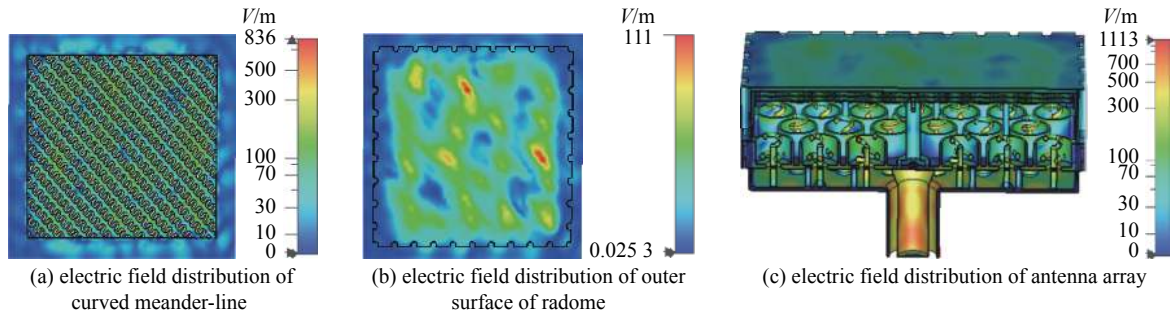 V/m
836
500
300
100
70
30
10
0
(a) electric field distribution of
curved meander-line
V/m
111
0.025 3
(b) electric field distribution of outer
surface of radome
V/m
1113
700
500
300
100
70
30
10
0
(c) electric field distribution of antenna array